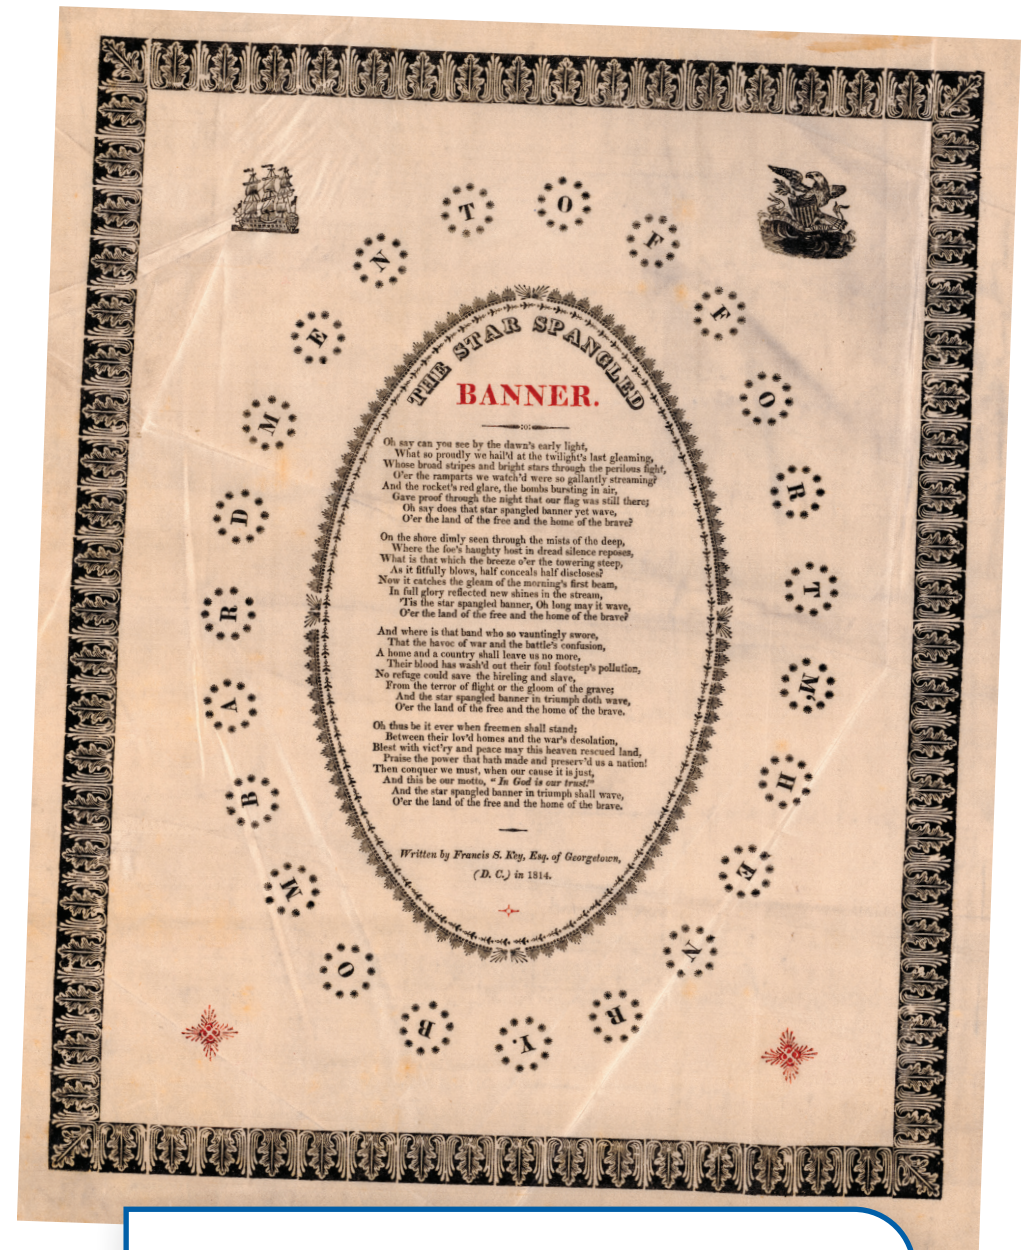 BOMBARDMENT OF FORT M'HENRY.
THE STAR SPANGLED
BANNER.
Oh say can you see by the dawn's early light,
What so proudly we hail'd at the twilight's last gleaming,
Whose broad stripes and bright stars through the perilous fight,
O'er the ramparts we watch'd were so gallantly streaming?
And the rocket's red glare, the bombs bursting in air,
Gave proof through the night that our flag was still there;
Oh say does that star spangled banner yet wave,
O'er the land of the free and the home of the brave?
On the shore dimly seen through the mists of the deep,
Where the foe's haughty host in dread silence reposes,
What is that which the breeze o'er the towering steep,
As it fitfully blows, half conceals half discloses?
Now it catches the gleam of the morning's first beam,
In full glory reflected new shines in the stream,
'Tis the star spangled banner, Oh long may it wave,
O'er the land of the free and the home of the brave?
And where is that band who so vauntingly swore,
That the havoc of war and the battle's confusion,
A home and a country shall leave us no more,
Their blood has wash'd out their foul footstep's pollution,
No refuge could save the hireling and slave,
From the terror of flight or the gloom of the grave;
And the star spangled banner in triumph doth wave,
O'er the land of the free and the home of the brave.
Oh thus be it ever when freemen shall stand;
Between their lov'd homes and the war's desolation,
Blest with vict'ry and peace may this heaven rescued land,
Praise the power that hath made and preserv'd us a nation!
Then conquer we must, when our cause it is just,
And this be our motto, "In God is our trust!"
And the star spangled banner in triumph shall wave,
O'er the land of the free and the home of the brave.
Written by Francis S. Key, Esq. of Georgetown,
(D. C.) in 1814.